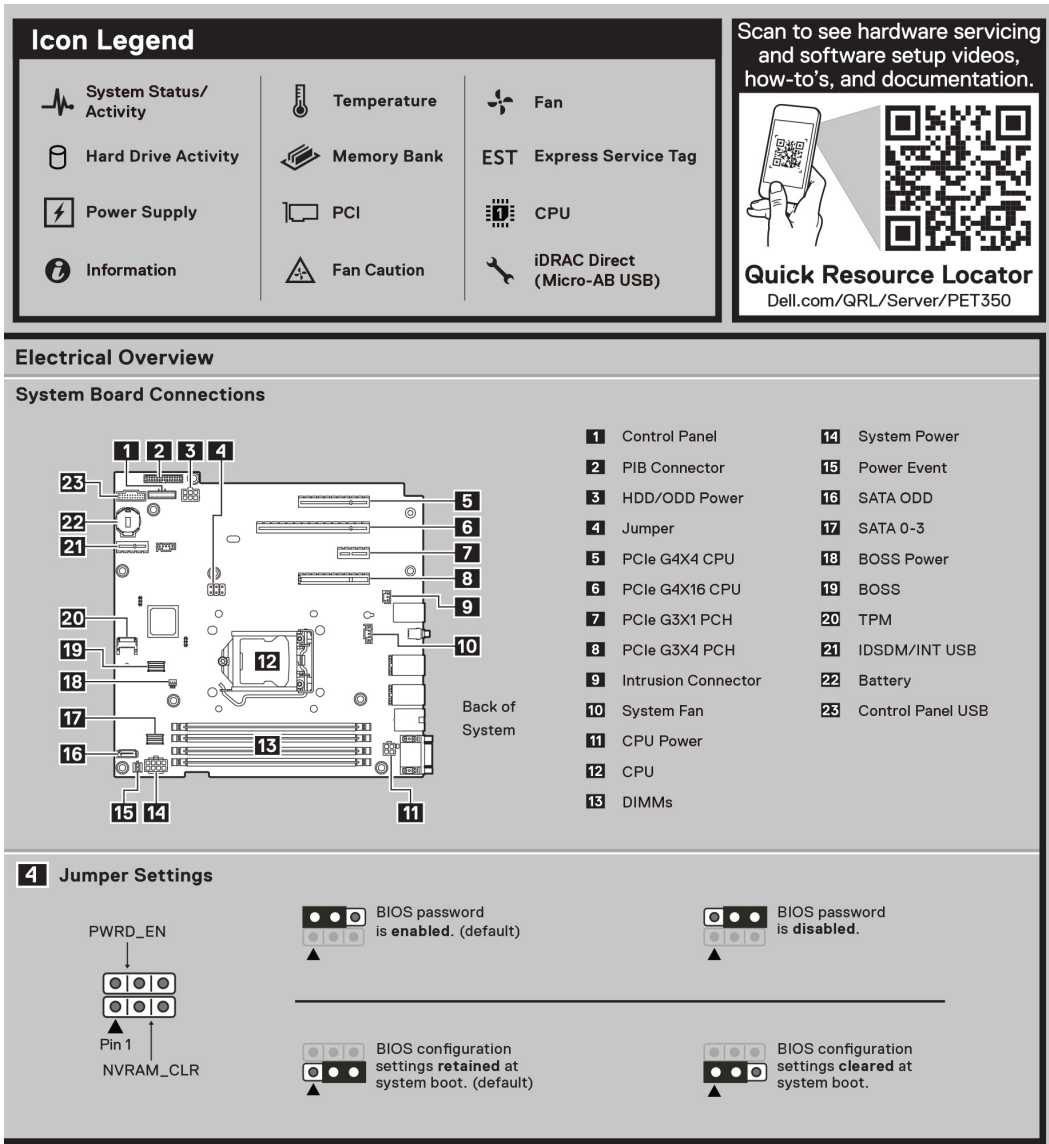 Icon Legend
System Status/
Activity
Temperature
Fan
Hard Drive Activity
Memory Bank
EST
Express Service Tag
Power Supply
PCI
1
CPU
i
Information
Fan Caution
iDRAC Direct
(Micro-AB USB)
Scan to see hardware servicing
and software setup videos,
how-to's, and documentation.
Quick Resource Locator
Dell.com/QRL/Server/PET350
Electrical Overview
System Board Connections
1 2 3 4
23
22
21
20
19
18
17
16
15 14
5
6
7
8
9
10
12
13
11
Back of
System
1 Control Panel
2 PIB Connector
3 HDD/ODD Power
4 Jumper
5 PCIe G4X4 CPU
6 PCIe G4X16 CPU
7 PCIe G3X1 PCH
8 PCIe G3X4 PCH
9 Intrusion Connector
10 System Fan
11 CPU Power
12 CPU
13 DIMMs
14 System Power
15 Power Event
16 SATA ODD
17 SATA 0-3
18 BOSS Power
19 BOSS
20 TPM
21 IDSDM/INT USB
22 Battery
23 Control Panel USB
4 Jumper Settings
PWRD_EN
Pin 1
NVRAM_CLR
BIOS password
is enabled. (default)
BIOS password
is disabled.
BIOS configuration
settings retained at
system boot. (default)
BIOS configuration
settings cleared at
system boot.